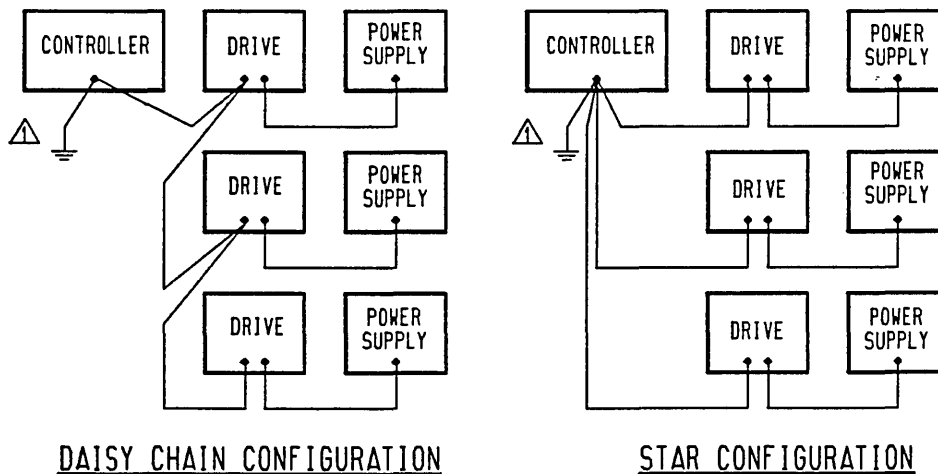 CONTROLLER
DRIVE
POWER
SUPPLY
1
DRIVE
POWER
SUPPLY
DRIVE
POWER
SUPPLY
DAISY CHAIN CONFIGURATION
CONTROLLER
DRIVE
POWER
SUPPLY
1
DRIVE
POWER
SUPPLY
DRIVE
POWER
SUPPLY
STAR CONFIGURATION